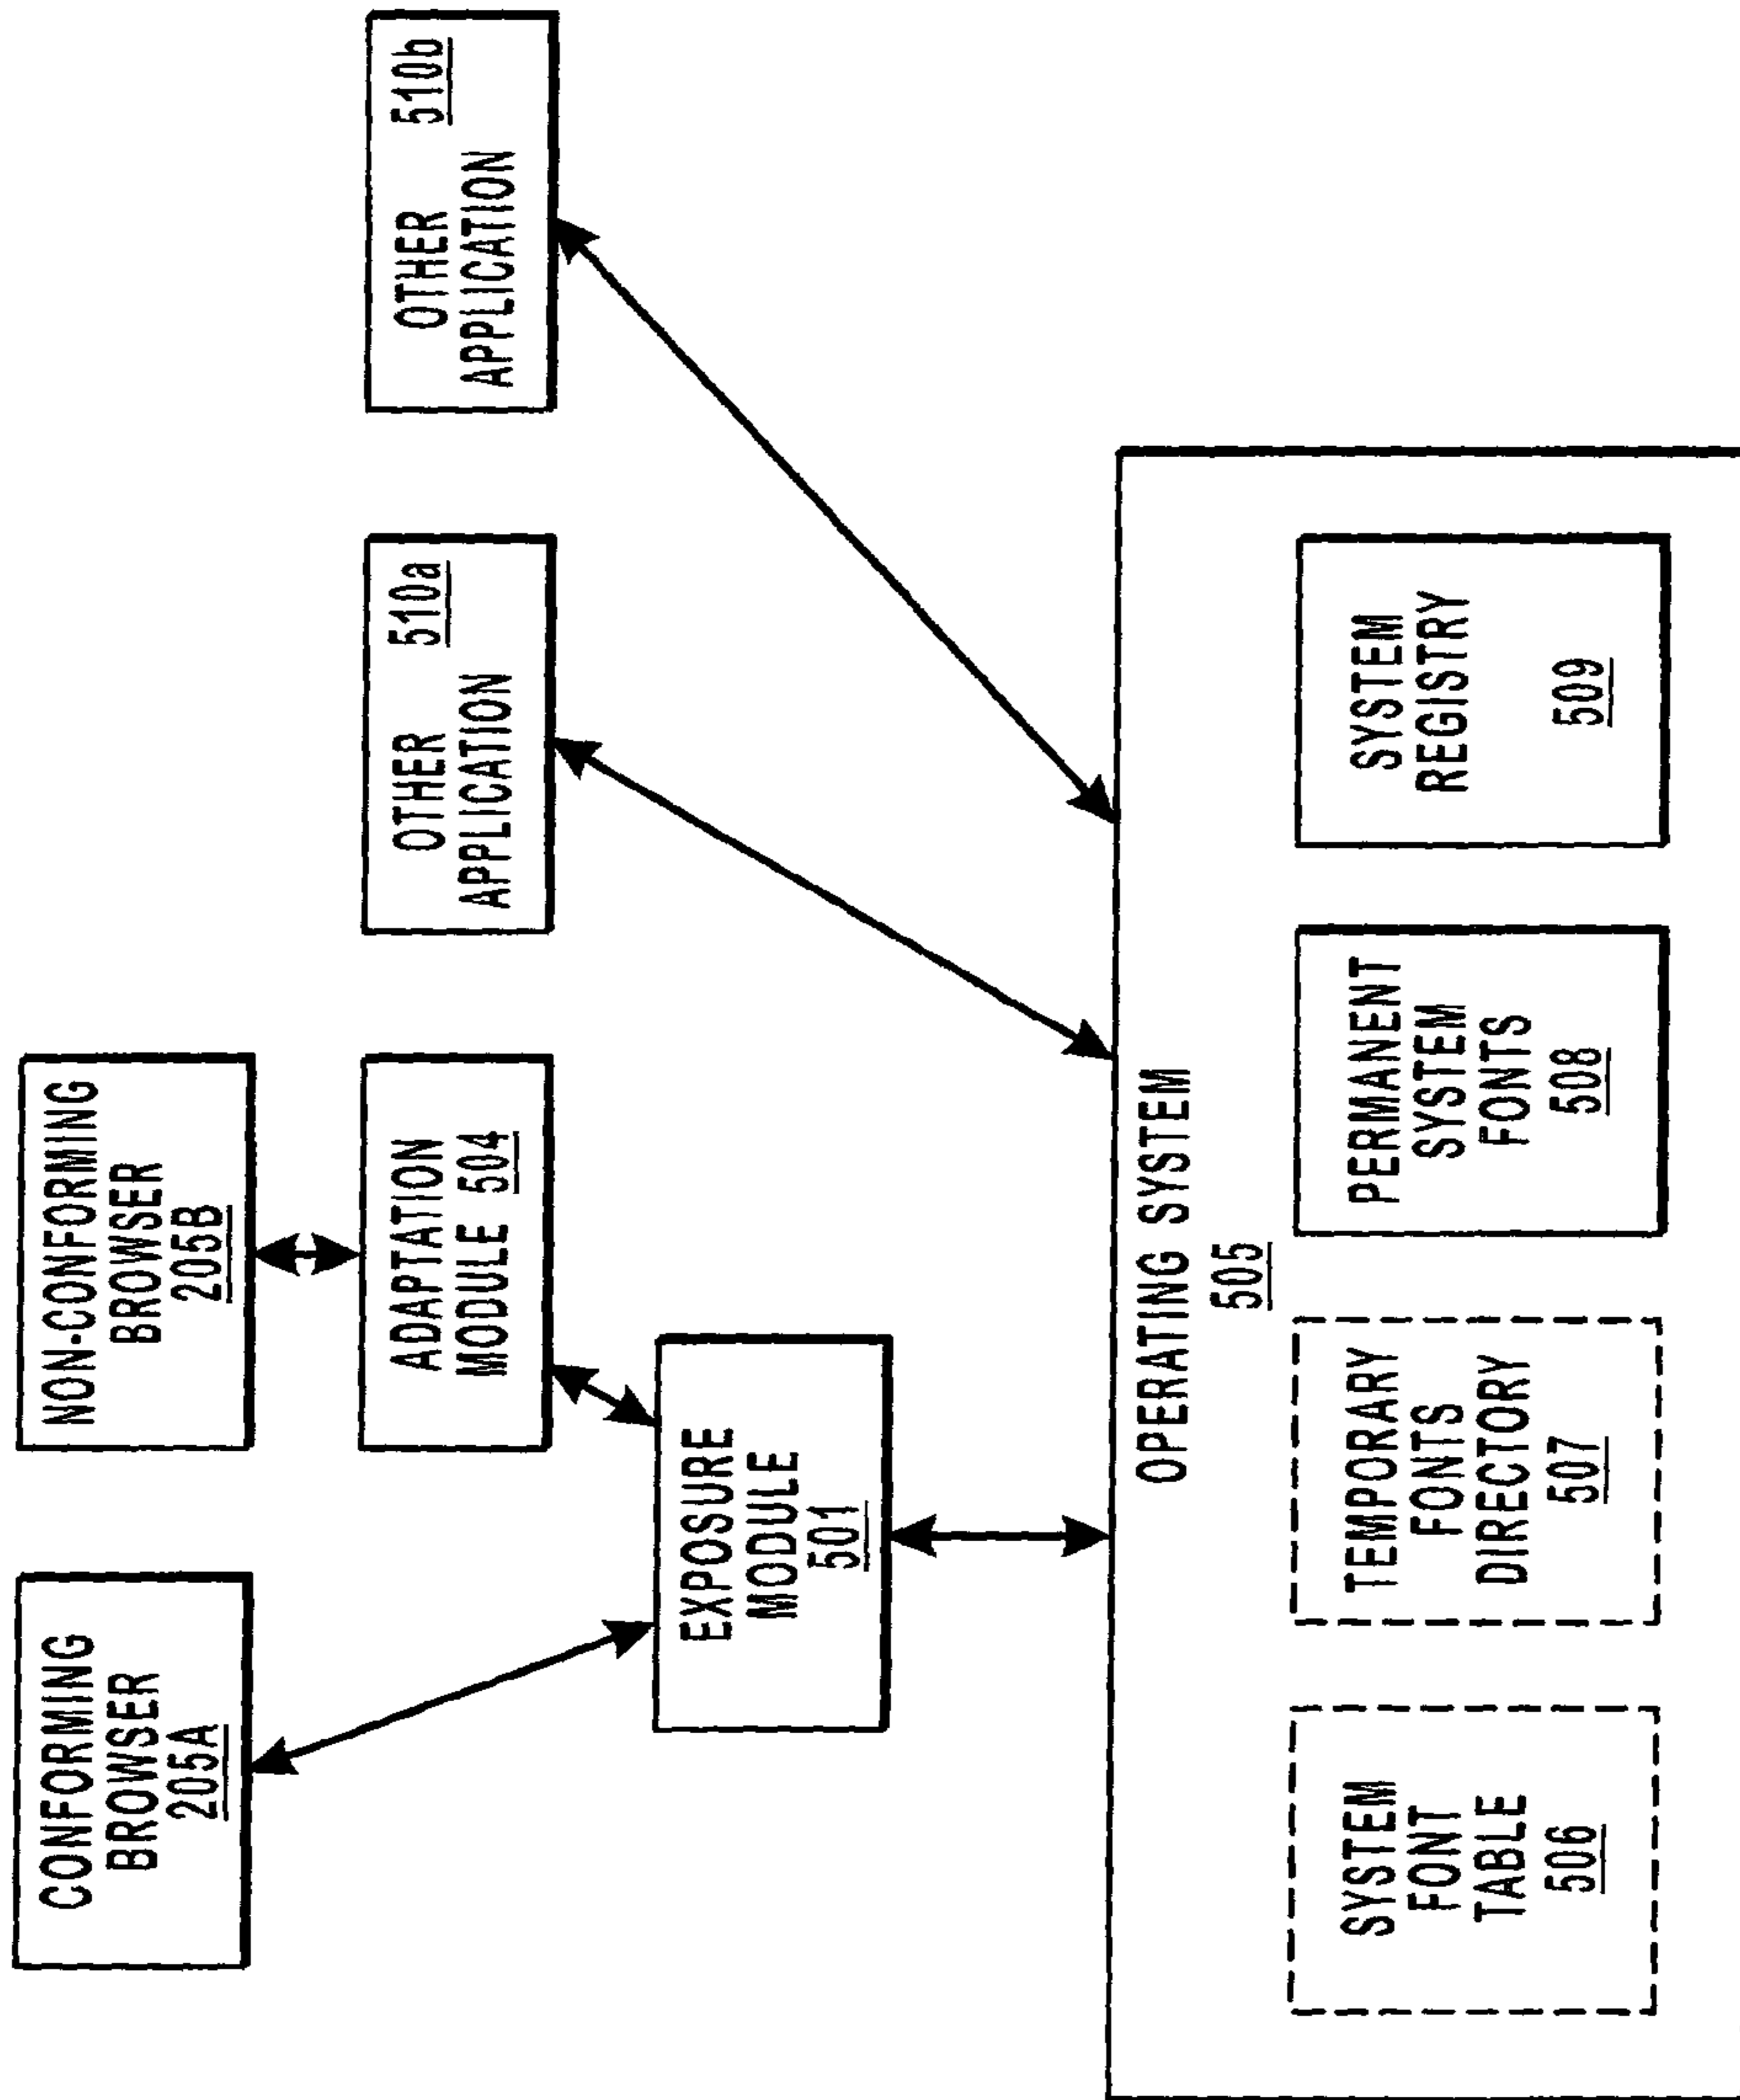 CONFORMING
BROWSER
205A
NON-CONFORMING
BROWSER
205B
ADAPTATION
MODULE 504
OTHER 510a
APPLICATION
OTHER 510b
APPLICATION
EXPOSURE
MODULE
501
OPERATING SYSTEM
505
SYSTEM
FONT
TABLE
506
TEMPORARY
FONTS
DIRECTORY
507
PERMANENT
SYSTEM
FONTS
508
SYSTEM
REGISTRY
509